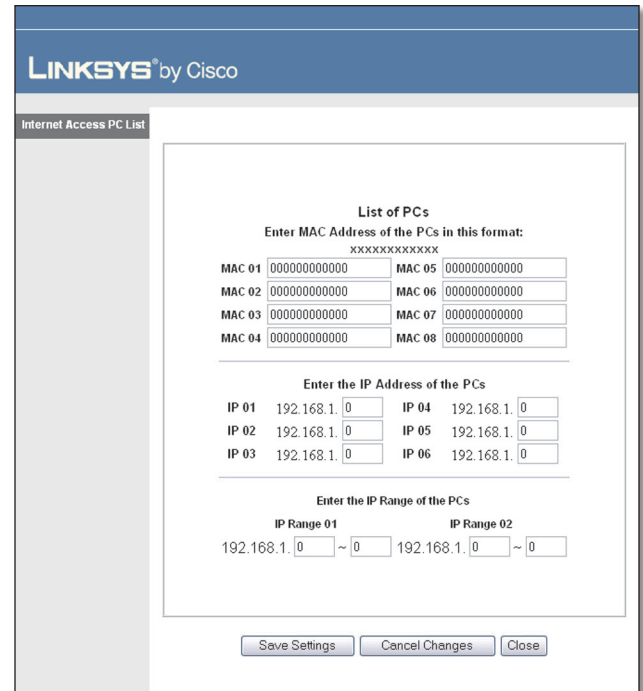 LINKSYS® by Cisco
Internet Access PC List
List of PCs
Enter MAC Address of the PCs in this format:
xxxxxxxxxxxx
MAC 01 000000000000 MAC 05 000000000000
MAC 02 000000000000 MAC 06 000000000000
MAC 03 000000000000 MAC 07 000000000000
MAC 04 000000000000 MAC 08 000000000000
Enter the IP Address of the PCs
IP 01 192.168.1. 0 IP 04 192.168.1. 0
IP 02 192.168.1. 0 IP 05 192.168.1. 0
IP 03 192.168.1. 0 IP 06 192.168.1. 0
Enter the IP Range of the PCs
IP Range 01 IP Range 02
192.168.1. 0 ~ 0 192.168.1. 0 ~ 0
Save Settings Cancel Changes Close